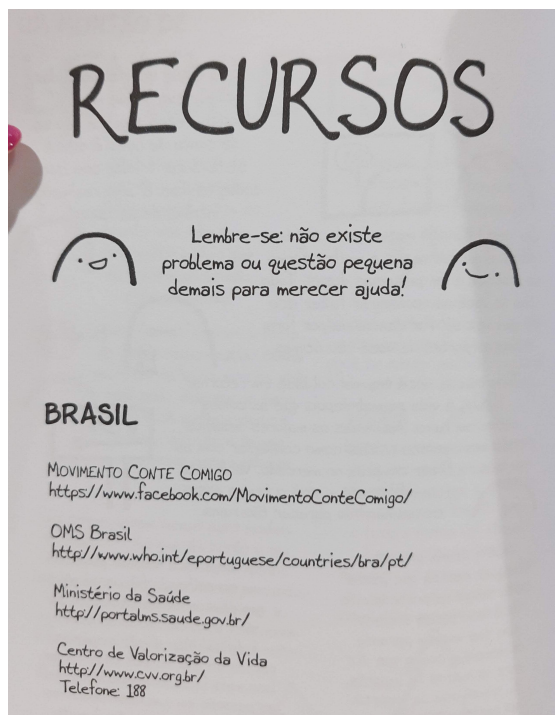 RECURSOS
Lembre-se: não existe
problema ou questão pequena
demais para merecer ajuda!
BRASIL
MOVIMENTO CONTE COMIGO
https://www.facebook.com/MovimentoConteComigo/
OMS Brasil
http://www.who.int/eportuguese/countries/bra/pt/
Ministério da Saúde
http://portalms.saude.gov.br/
Centro de Valorização da Vida
http://www.cvv.org.br/
Telefone: 188